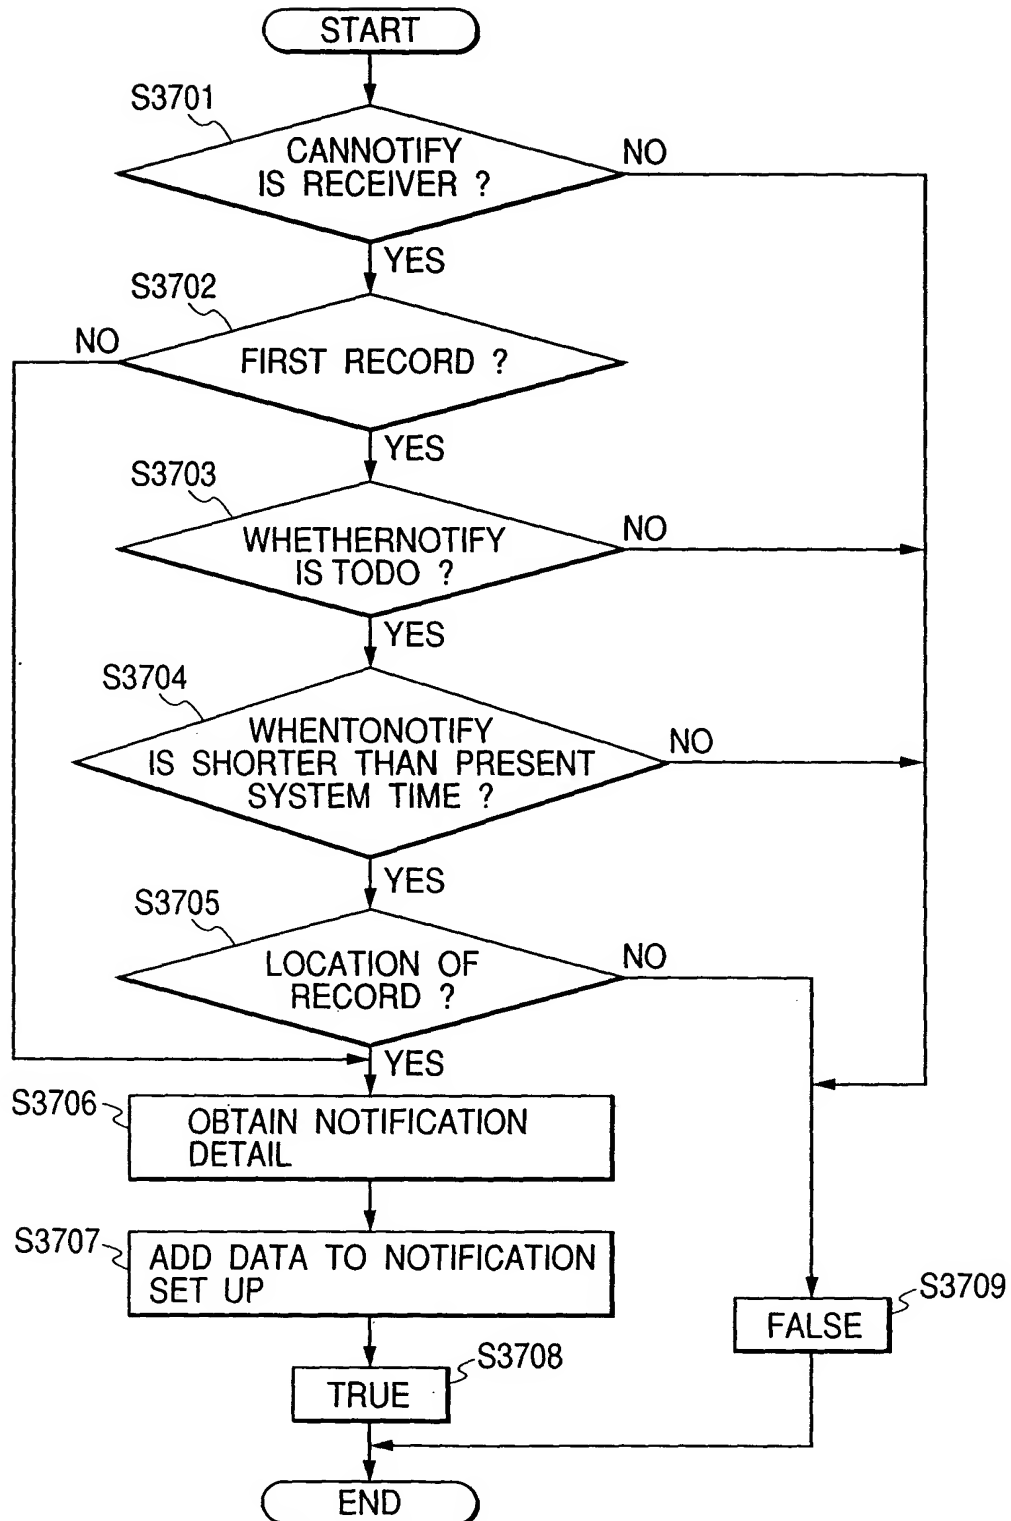 START
S3701
CANNOTIFY
IS RECEIVER ?
NO
YES
S3702
NO
FIRST RECORD ?
YES
S3703
WHETHERNOTIFY
IS TODO ?
NO
YES
S3704
WHENTONOTIFY
IS SHORTER THAN PRESENT
SYSTEM TIME ?
NO
YES
S3705
LOCATION OF
RECORD ?
NO
YES
S3706
OBTAIN NOTIFICATION
DETAIL
S3707
ADD DATA TO NOTIFICATION
SET UP
S3709
FALSE
S3708
TRUE
END